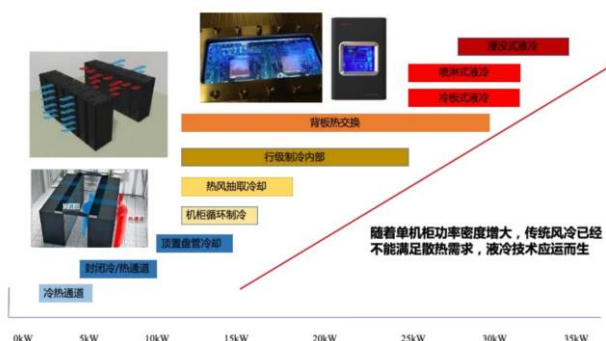 浸没式液冷
喷淋式液冷
冷板式液冷
背板热交换
行级制冷内部
热风抽取冷却
机柜循环制冷
顶置盘管冷却
封闭冷/热通道
冷热通道
随着单机柜功率密度增大，传统风冷已经
不能满足散热需求，液冷技术应运而生
0kW 5kW 10kW 15kW 20kW 25kW 30kW 35kW